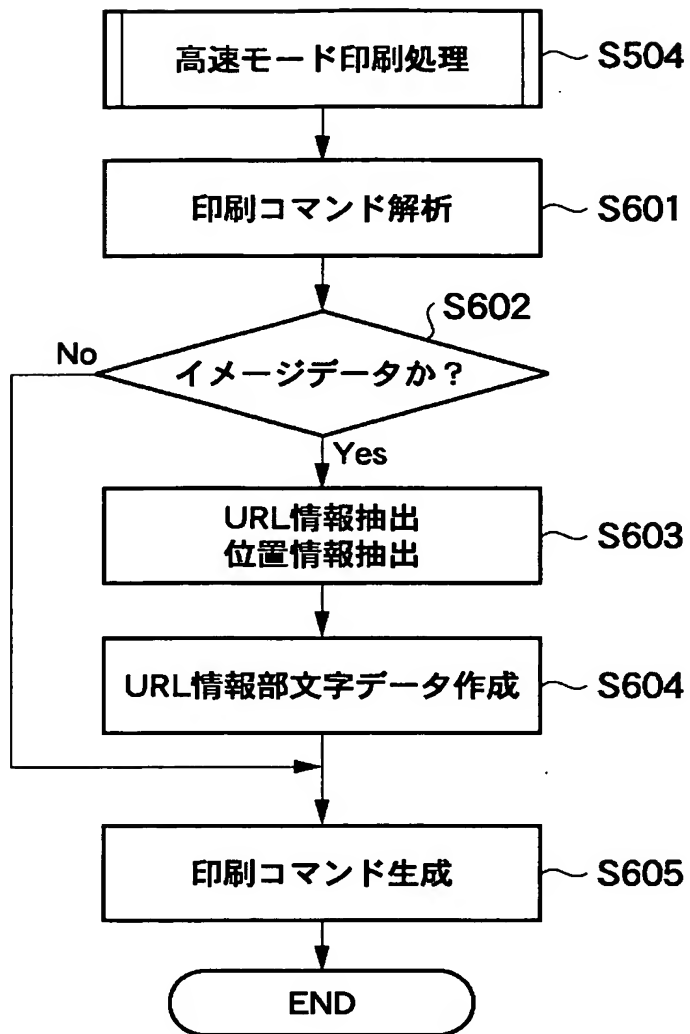 高速モード印刷処理 S504
印刷コマンド解析 S601
S602
No
イメージデータか？
Yes
URL情報抽出
位置情報抽出 S603
URL情報部文字データ作成 S604
印刷コマンド生成 S605
END